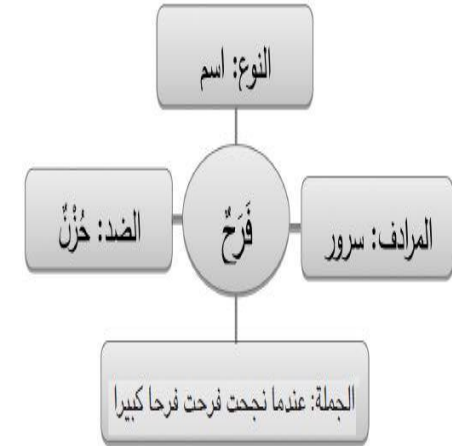 النوع: اسم
المرادف: سرور
فَرَحٌ
الضد: حُزْنٌ
الجملة: عندما نجحت فرحت فرحا كبيرا